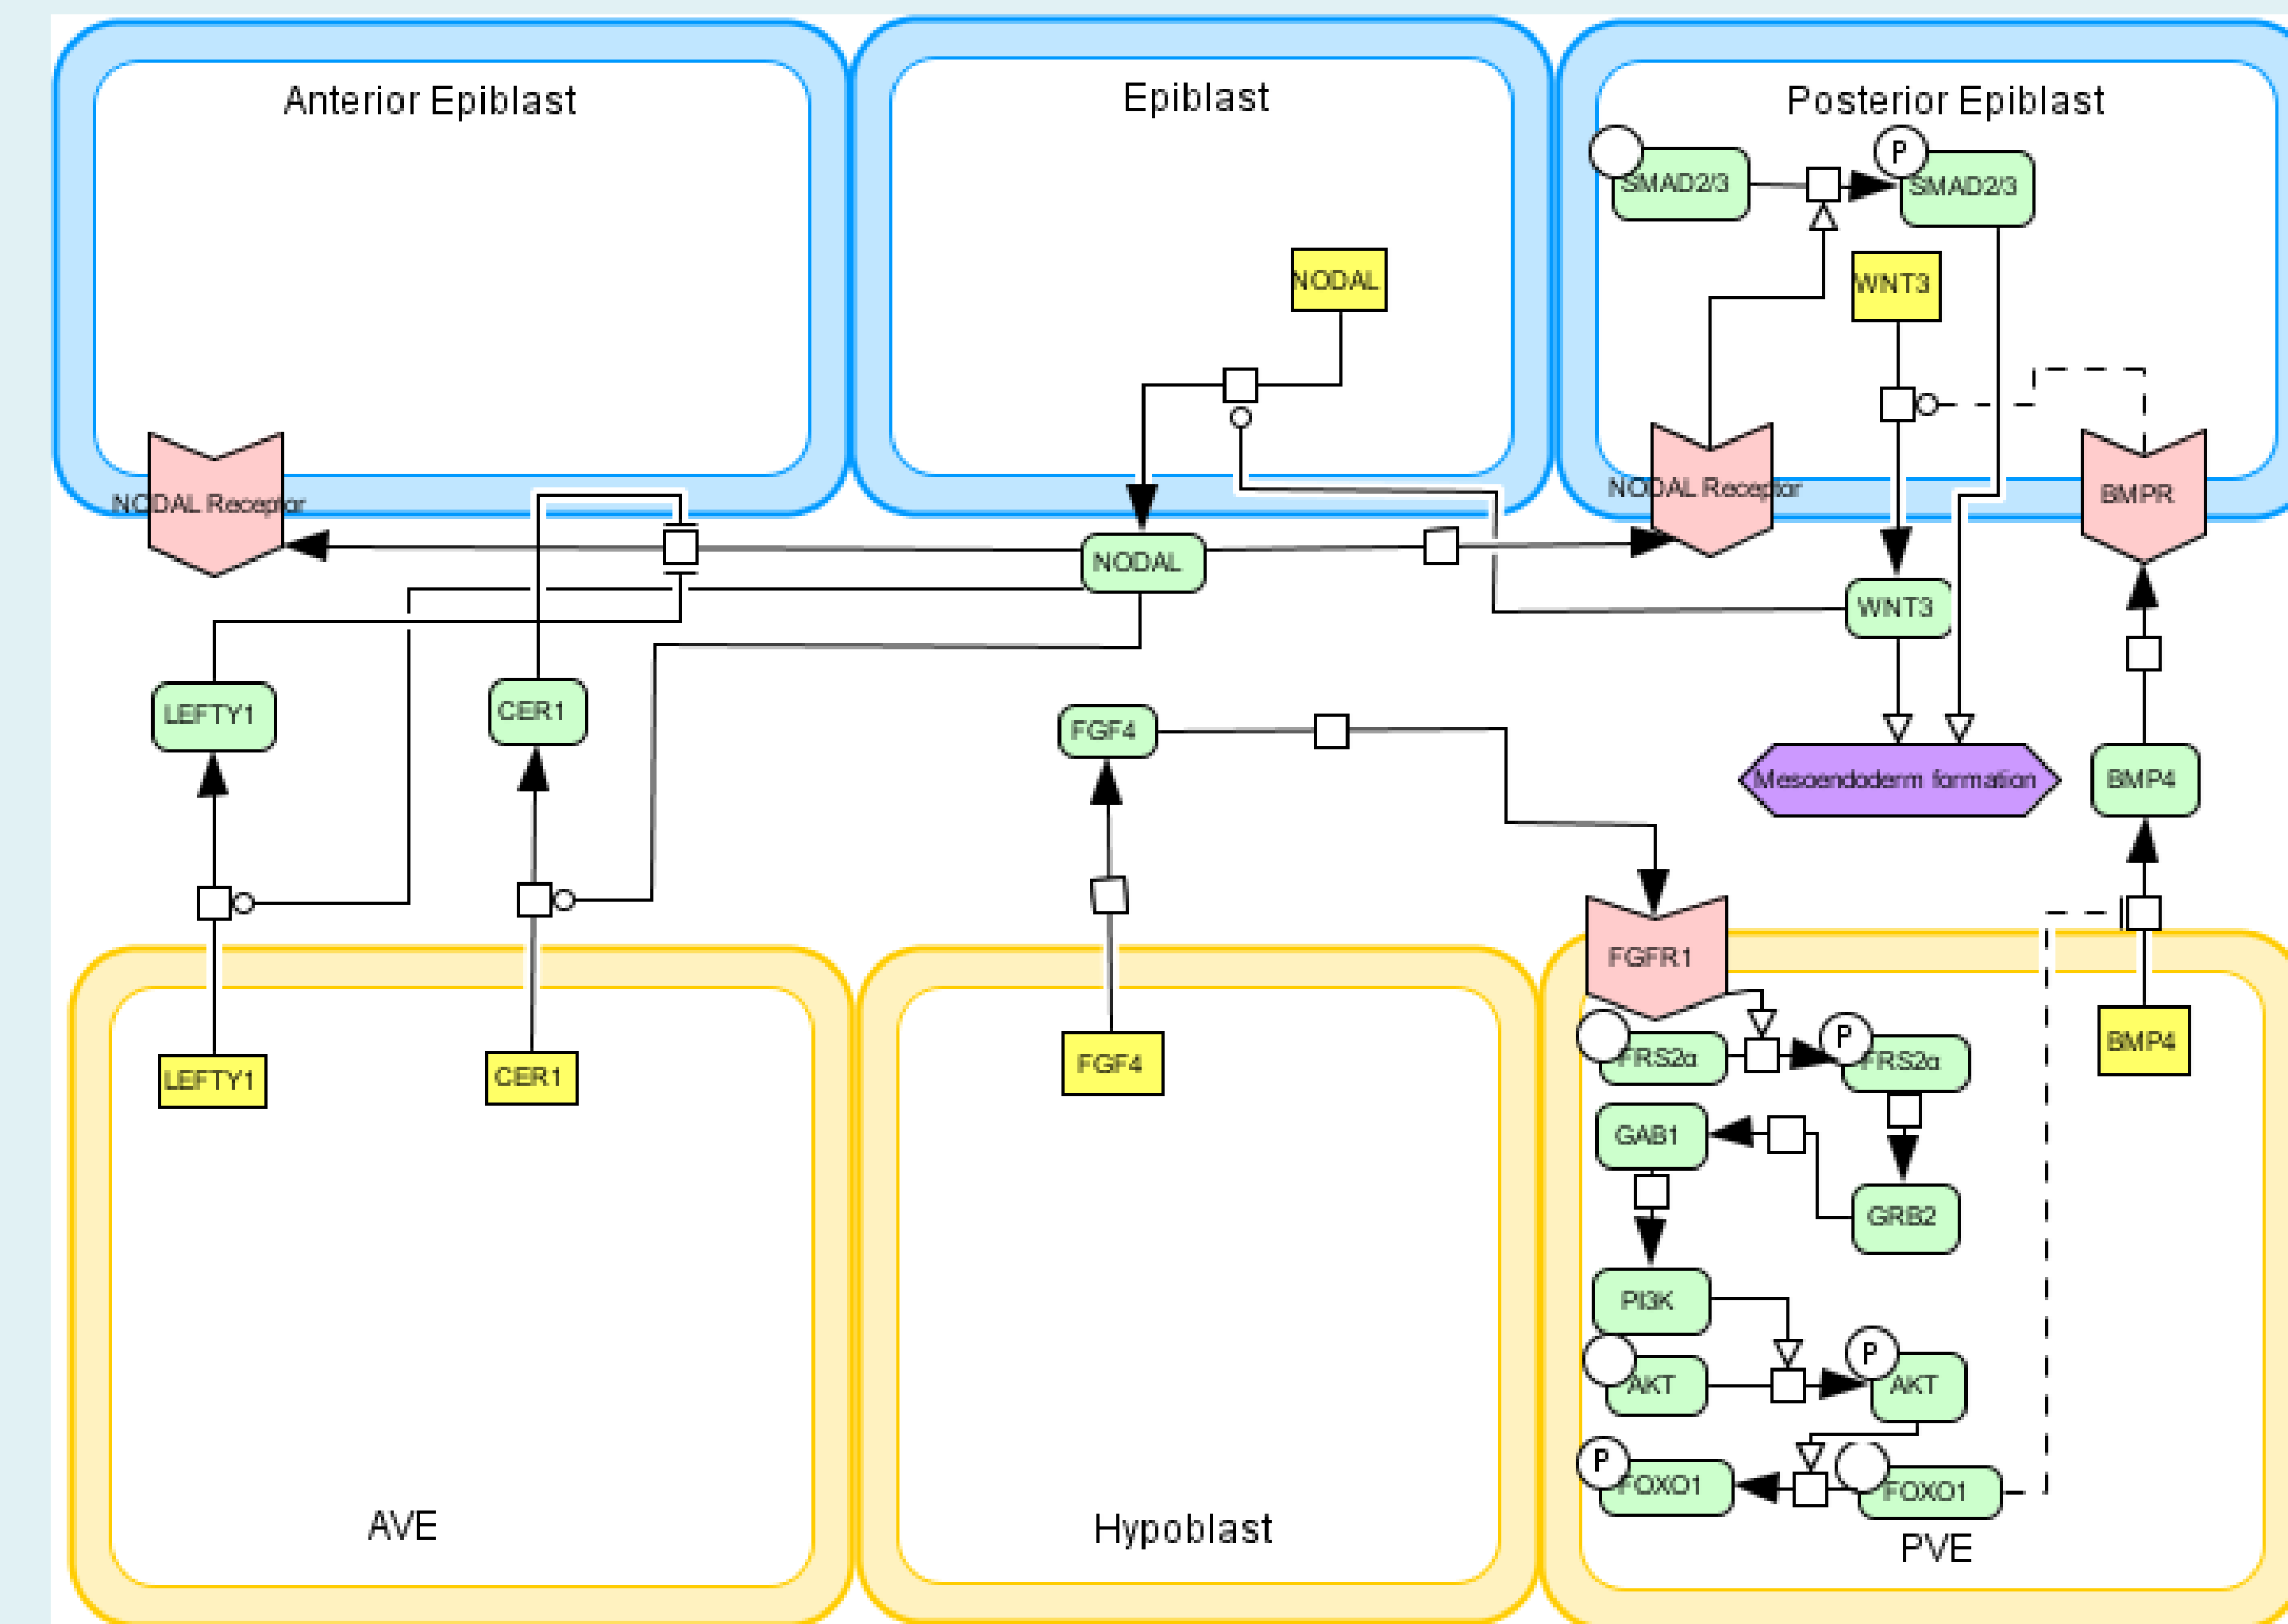 Anterior Epiblast
Epiblast
Posterior Epiblast
P
SMAD2/3
SMAD2/3
NODAL
WNT3
NODAL Receptor
NODAL Receptor
BMPR
NODAL
WNT3
LEFTY1
CER1
FGF4
Mesoendoderm formation
BMP4
FGFR1
LEFTY1
CER1
FGF4
BMP4
P
FRS2α
FRS2α
GAB1
GRB2
PI3K
P
AKT
AKT
P
FOXO1
FOXO1
AVE
Hypoblast
PVE